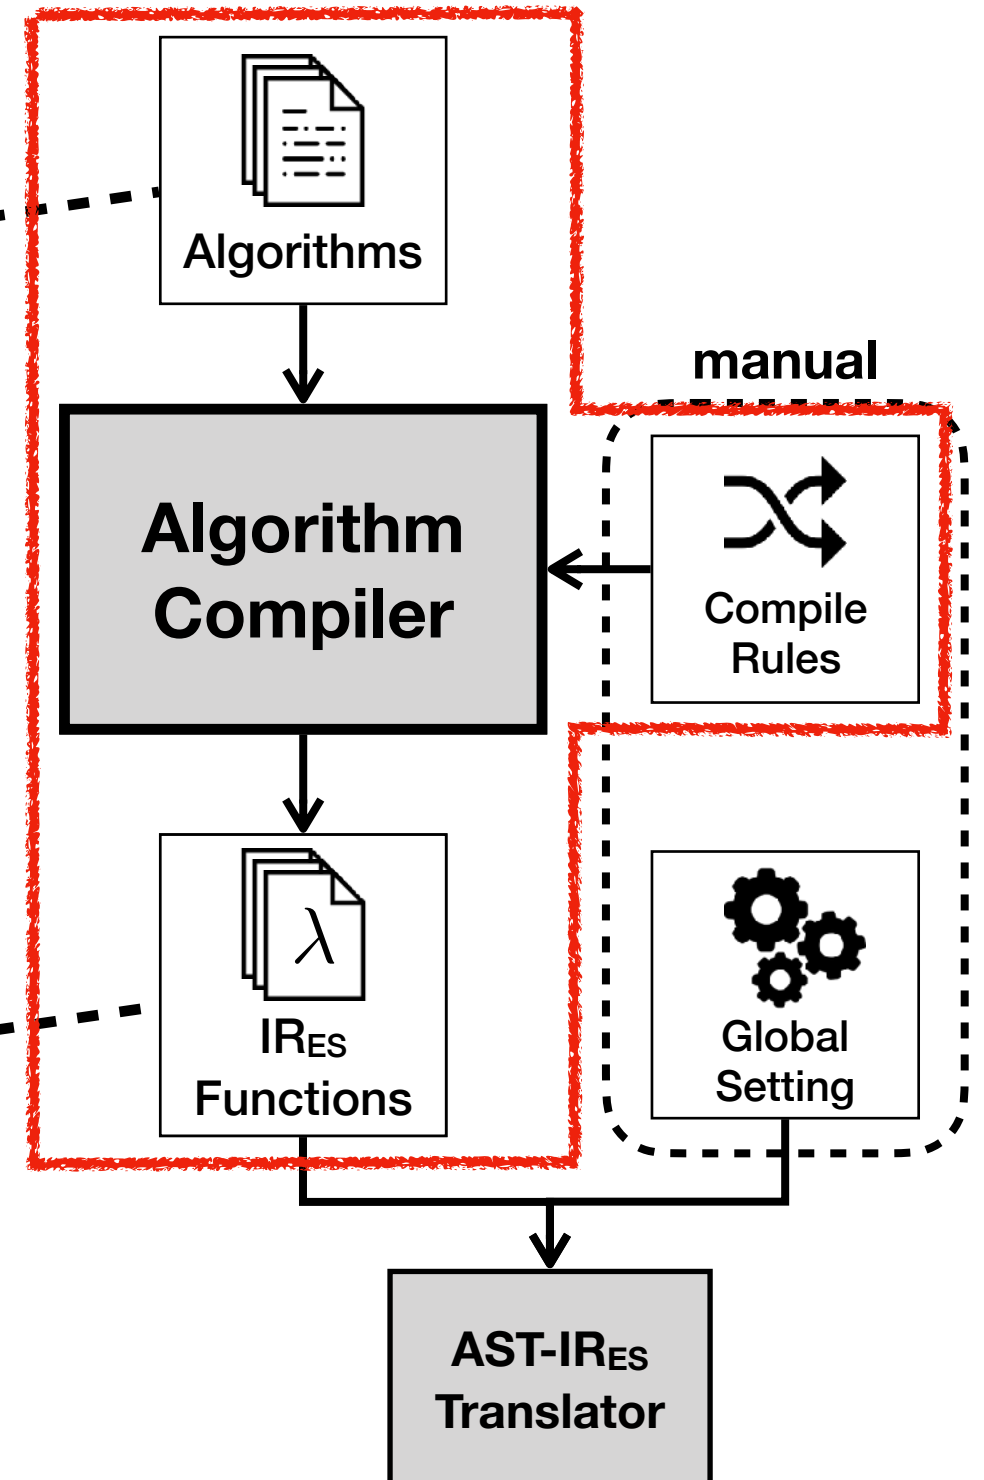 Algorithms
manual
Algorithm
Compiler
Compile
Rules
λ
IRES
Functions
Global
Setting
AST-IRES
Translator